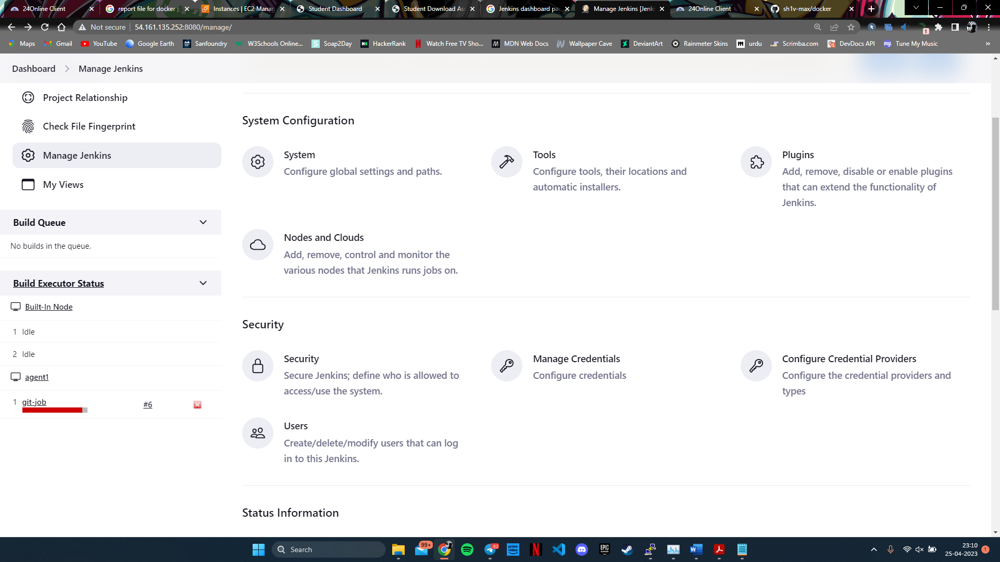 24Online Client
report file for docker p
Instances | EC2 Manag
Student Dashboard
Student Download Ass
Jenkins dashboard pag
Manage Jenkins [Jenki
24Online Client
sh1v-max/docker
Not secure
54.161.135.252:8080/manage/
1
Maps
Gmail
YouTube
Google Earth
Sanfoundry
W3Schools Online...
Soap2Day
HackerRank
Watch Free TV Sho...
MDN Web Docs
Wallpaper Cave
DeviantArt
Rainmeter Skins
urdu
Scrimba.com
DevDocs API
Tune My Music
»
Dashboard
Manage Jenkins
Project Relationship
Check File Fingerprint
Manage Jenkins
My Views
Build Queue
No builds in the queue.
Build Executor Status
Built-In Node
1 Idle
2 Idle
agent1
1 git-job #6
System Configuration
System
Configure global settings and paths.
Tools
Configure tools, their locations and
automatic installers.
Plugins
Add, remove, disable or enable plugins
that can extend the functionality of
Jenkins.
Nodes and Clouds
Add, remove, control and monitor the
various nodes that Jenkins runs jobs on.
Security
Security
Secure Jenkins; define who is allowed to
access/use the system.
Manage Credentials
Configure credentials
Configure Credential Providers
Configure the credential providers and
types
Users
Create/delete/modify users that can log
in to this Jenkins.
Status Information
Search
99+
92
prime video
N
EPIC GAMES
23:10
25-04-2023
1